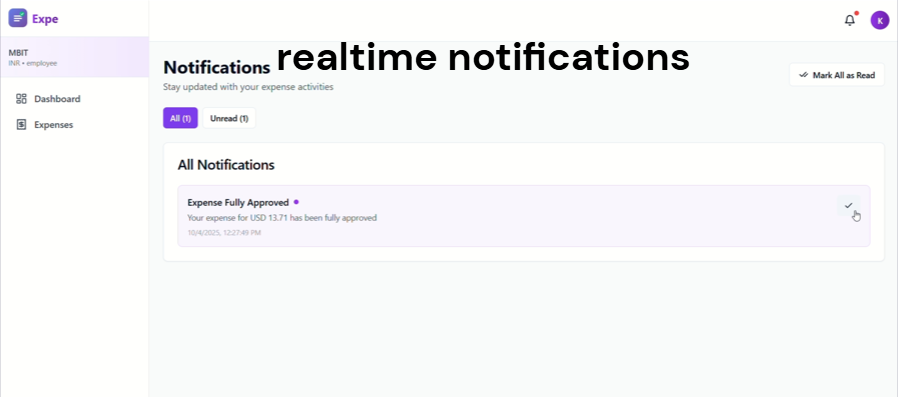 Expe
K
MBIT
INR • employee
Dashboard
Expenses
Notifications
realtime notifications
Stay updated with your expense activities
Mark All as Read
All (1)
Unread (1)
All Notifications
Expense Fully Approved
Your expense for USD 13.71 has been fully approved
10/4/2025, 12:27:49 PM